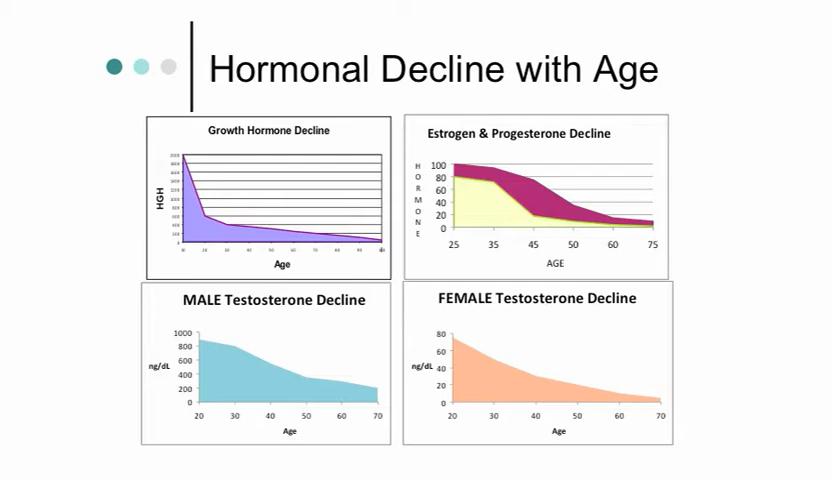 Hormonal Decline with Age
Growth Hormone Decline
HGH
Age
Estrogen & Progesterone Decline
HORMONE
100
80
60
40
20
0
25 35 45 50 60 75
AGE
MALE Testosterone Decline
ng/dL
1000
800
600
400
200
0
20 30 40 50 60 70
Age
FEMALE Testosterone Decline
ng/dL
80
60
40
20
0
20 30 40 50 60 70
Age